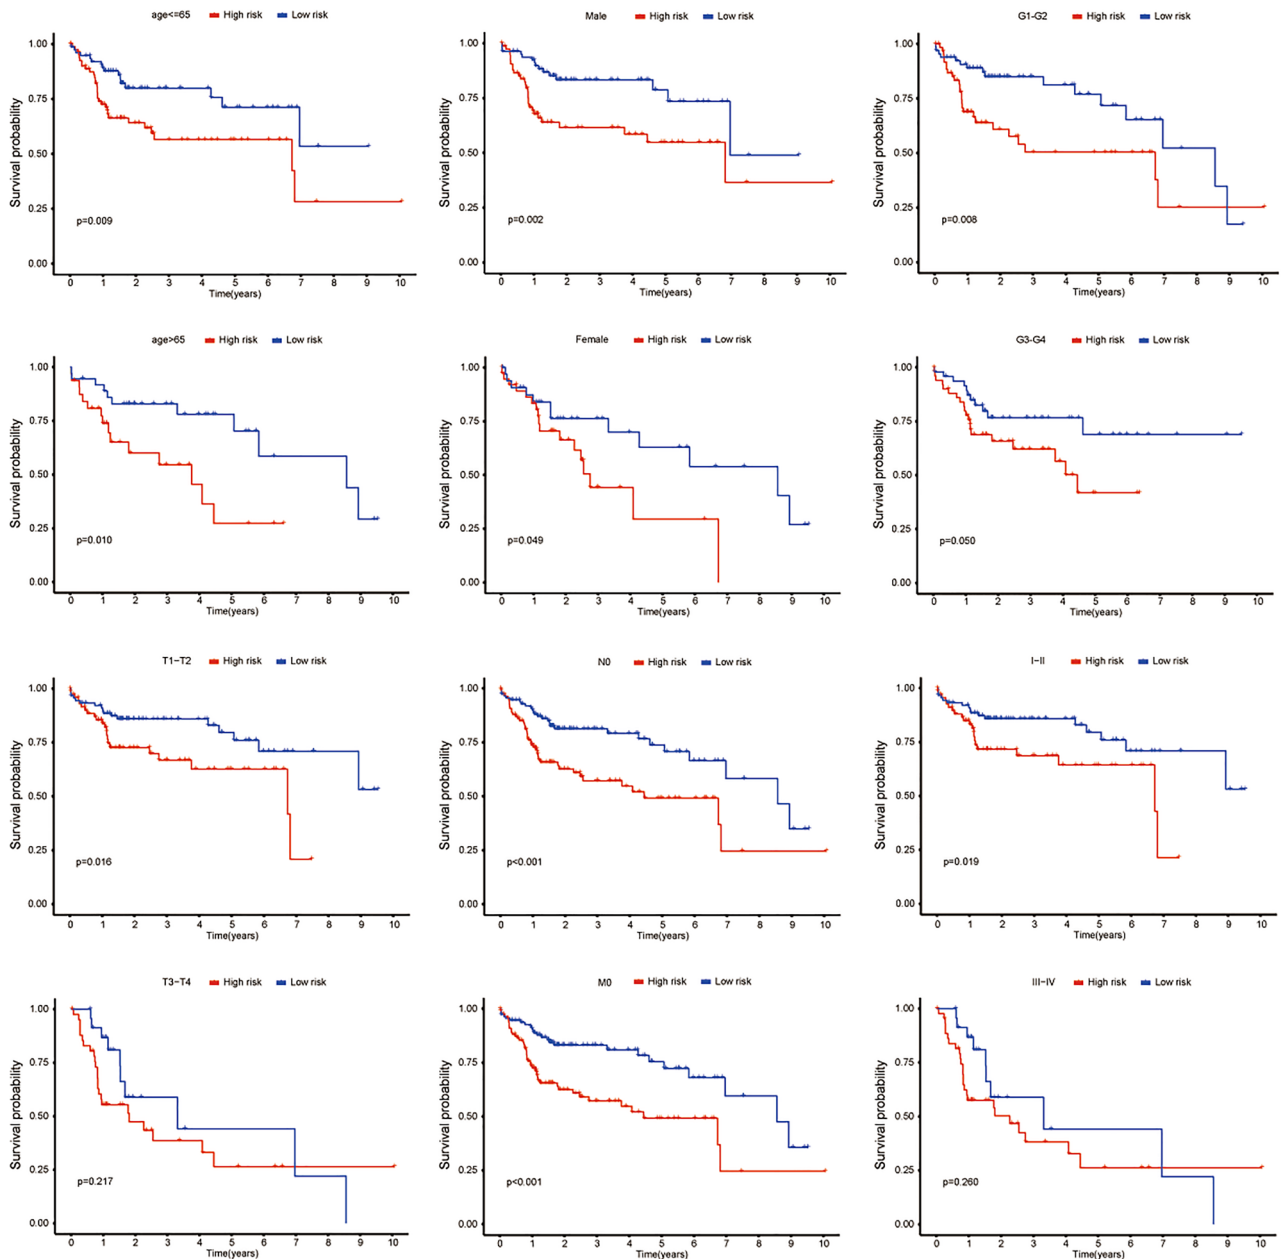 age<=65 High risk Low risk
Survival probability
1.00
0.75
0.50
0.25
0.00
p=0.009
0 1 2 3 4 5 6 7 8 9 10
Time(years)
Male High risk Low risk
Survival probability
1.00
0.75
0.50
0.25
0.00
p=0.002
0 1 2 3 4 5 6 7 8 9 10
Time(years)
G1-G2 High risk Low risk
Survival probability
1.00
0.75
0.50
0.25
0.00
p=0.008
0 1 2 3 4 5 6 7 8 9 10
Time(years)
age>65 High risk Low risk
Survival probability
1.00
0.75
0.50
0.25
0.00
p=0.010
0 1 2 3 4 5 6 7 8 9 10
Time(years)
Female High risk Low risk
Survival probability
1.00
0.75
0.50
0.25
0.00
p=0.049
0 1 2 3 4 5 6 7 8 9 10
Time(years)
G3-G4 High risk Low risk
Survival probability
1.00
0.75
0.50
0.25
0.00
p=0.050
0 1 2 3 4 5 6 7 8 9 10
Time(years)
T1-T2 High risk Low risk
Survival probability
1.00
0.75
0.50
0.25
0.00
p=0.016
0 1 2 3 4 5 6 7 8 9 10
Time(years)
N0 High risk Low risk
Survival probability
1.00
0.75
0.50
0.25
0.00
p<0.001
0 1 2 3 4 5 6 7 8 9 10
Time(years)
I-II High risk Low risk
Survival probability
1.00
0.75
0.50
0.25
0.00
p=0.019
0 1 2 3 4 5 6 7 8 9 10
Time(years)
T3-T4 High risk Low risk
Survival probability
1.00
0.75
0.50
0.25
0.00
p=0.217
0 1 2 3 4 5 6 7 8 9 10
Time(years)
M0 High risk Low risk
Survival probability
1.00
0.75
0.50
0.25
0.00
p<0.001
0 1 2 3 4 5 6 7 8 9 10
Time(years)
III-IV High risk Low risk
Survival probability
1.00
0.75
0.50
0.25
0.00
p=0.260
0 1 2 3 4 5 6 7 8 9 10
Time(years)